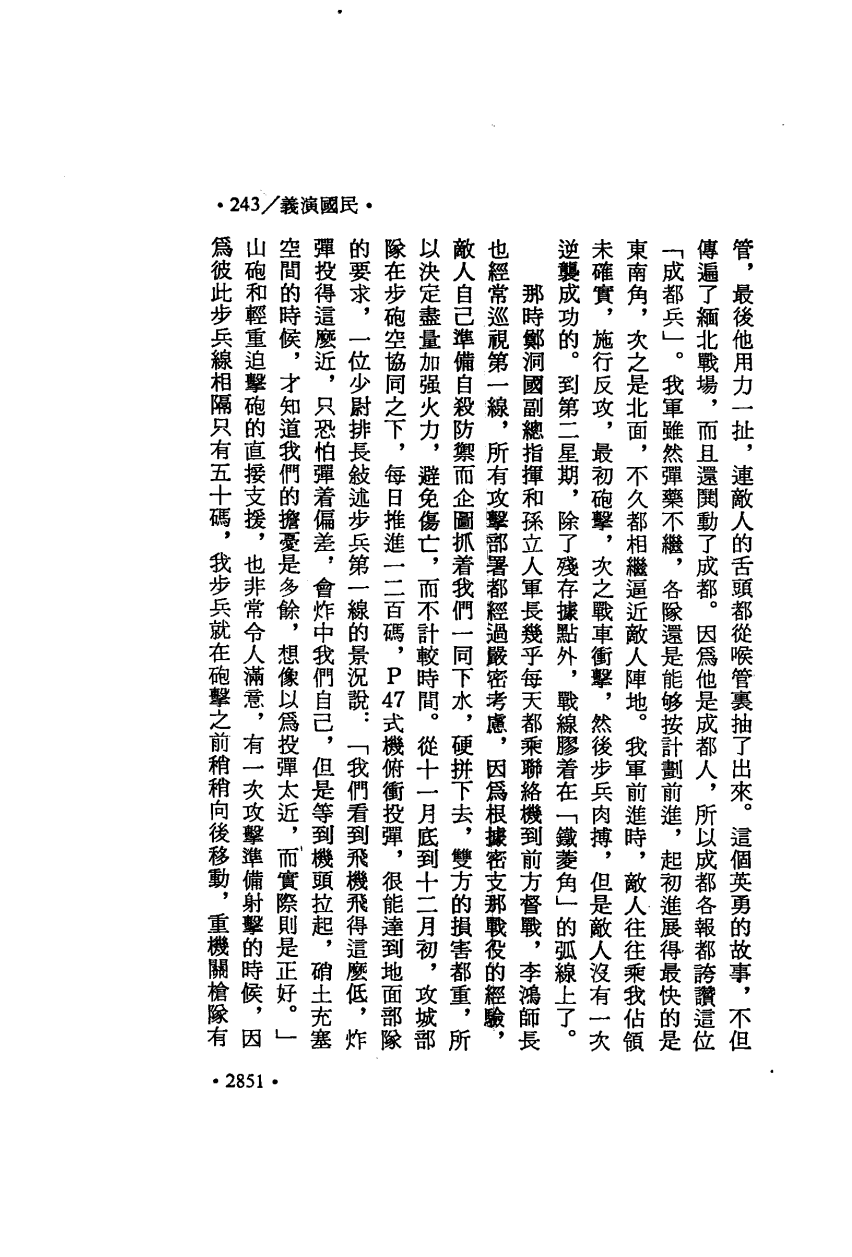 •243／義演國民•
管，最後他用力一扯，連敵人的舌頭都從喉管裏抽了出來。這個英勇的故事，不但
傳遍了緬北戰場，而且還鬨動了成都。因爲他是成都人，所以成都各報都誇讚這位
「成都兵」。我軍雖然彈藥不繼，各隊還是能够按計劃前進，起初進展得最快的是
東南角，次之是北面，不久都相繼逼近敵人陣地。我軍前進時，敵人往往乘我佔領
未確實，施行反攻，最初砲擊，次之戰車衝擊，然後步兵肉搏，但是敵人沒有一次
逆襲成功的。到第二星期，除了殘存據點外，戰線膠着在「鐵菱角」的弧線上了。
那時鄭洞國副總指揮和孫立人軍長幾乎每天都乘聯絡機到前方督戰，李鴻師長
也經常巡視第一線，所有攻擊部署都經過嚴密考慮，因爲根據密支那戰役的經驗，
敵人自己準備自殺防禦而企圖抓着我們一同下水，硬拼下去，雙方的損害都重，所
以決定盡量加强火力，避免傷亡，而不計較時間。從十一月底到十二月初，攻城部
隊在步砲空協同之下，每日推進一二百碼，P47式機俯衝投彈，很能達到地面部隊
的要求，一位少尉排長敍述步兵第一線的景況說：「我們看到飛機飛得這麽低，炸
彈投得這麽近，只恐怕彈着偏差，會炸中我們自己，但是等到機頭拉起，硝土充塞
空間的時候，才知道我們的擔憂是多餘，想像以爲投彈太近，而實際則是正好。」
山砲和輕重迫擊砲的直接支援，也非常令人滿意，有一次攻擊準備射擊的時候，因
爲彼此步兵線相隔只有五十碼，我步兵就在砲擊之前稍稍向後移動，重機關槍隊有
•2851•